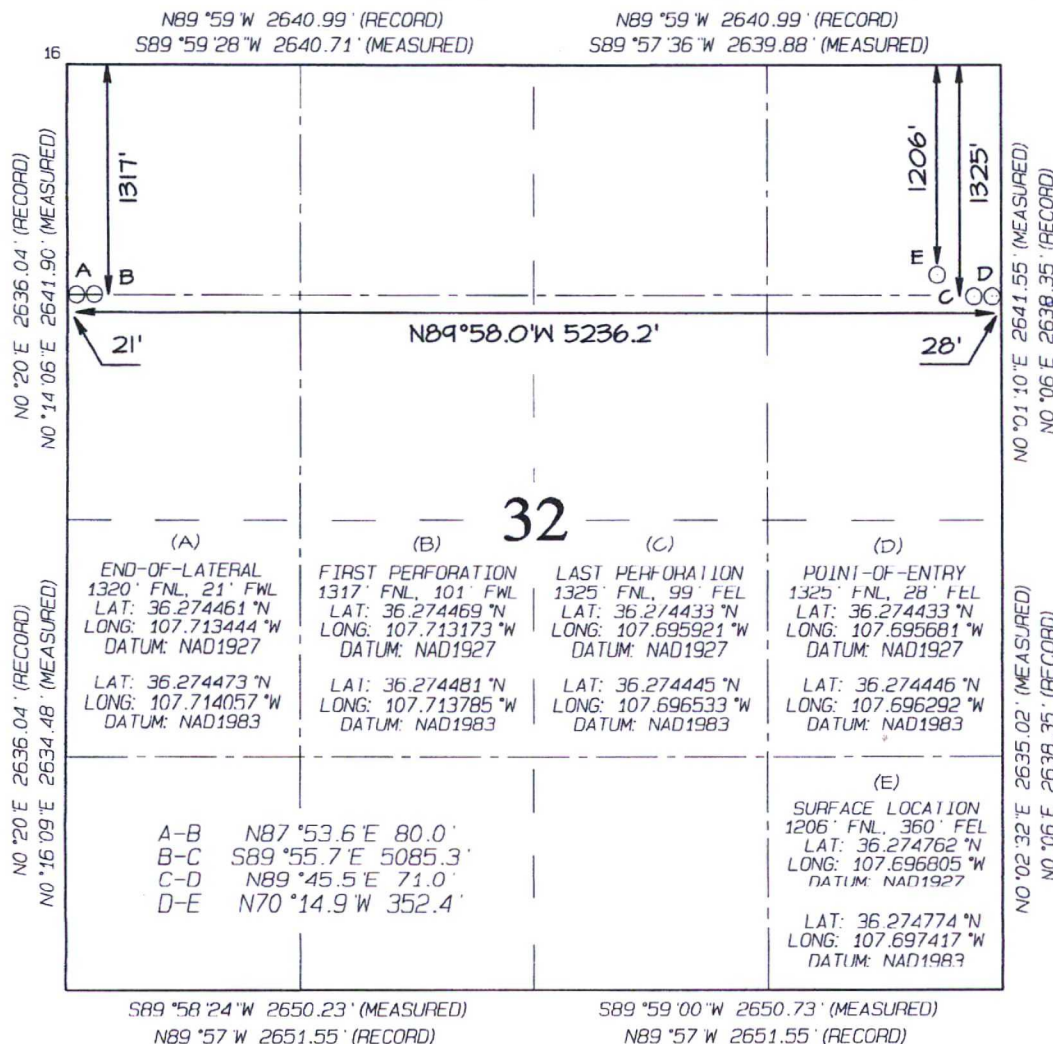 N89°59'W 2640.99' (RECORD)
S89°59'28"W 2640.71' (MEASURED)
N89°59'W 2640.99' (RECORD)
S89°57'36"W 2639.88' (MEASURED)
16
N0°20'E 2636.04' (RECORD)
N0°14'06"E 2641.90' (MEASURED)
1317'
1206'
1325'
N0°01'10"E 2641.55' (MEASURED)
N0°06'E 2638.35' (RECORD)
A
B
E
C
D
21'
N89°58.0'W 5236.2'
28'
32
(A)
END-OF-LATERAL
1320' FNL, 21' FWL
LAT: 36.274461°N
LONG: 107.713444°W
DATUM: NAD1927
LAT: 36.274473°N
LONG: 107.714057°W
DATUM: NAD1983
(B)
FIRST PERFORATION
1317' FNL, 101' FWL
LAT: 36.274469°N
LONG: 107.713173°W
DATUM: NAD1927
LAT: 36.274481°N
LONG: 107.713785°W
DATUM: NAD1983
(C)
LAST PERFORATION
1325' FNL, 99' FEL
LAT: 36.274433°N
LONG: 107.695921°W
DATUM: NAD1927
LAT: 36.274445°N
LONG: 107.696533°W
DATUM: NAD1983
(D)
POINT-OF-ENTRY
1325' FNL, 28' FEL
LAT: 36.274433°N
LONG: 107.695681°W
DATUM: NAD1927
LAT: 36.274446°N
LONG: 107.696292°W
DATUM: NAD1983
N0°20'E 2636.04' (RECORD)
N0°16'09"E 2634.48' (MEASURED)
A-B N87°53.6'E 80.0'
B-C S89°55.7'E 5085.3'
C-D N89°45.5'E 71.0'
D-E N70°14.9'W 352.4'
(E)
SURFACE LOCATION
1206' FNL, 360' FEL
LAT: 36.274762°N
LONG: 107.696805°W
DATUM: NAD1927
LAT: 36.274774°N
LONG: 107.697417°W
DATUM: NAD1983
N0°02'32"E 2635.02' (MEASURED)
N0°06'E 2638.35' (RECORD)
S89°58'24"W 2650.23' (MEASURED)
N89°57'W 2651.55' (RECORD)
S89°59'00"W 2650.73' (MEASURED)
N89°57'W 2651.55' (RECORD)